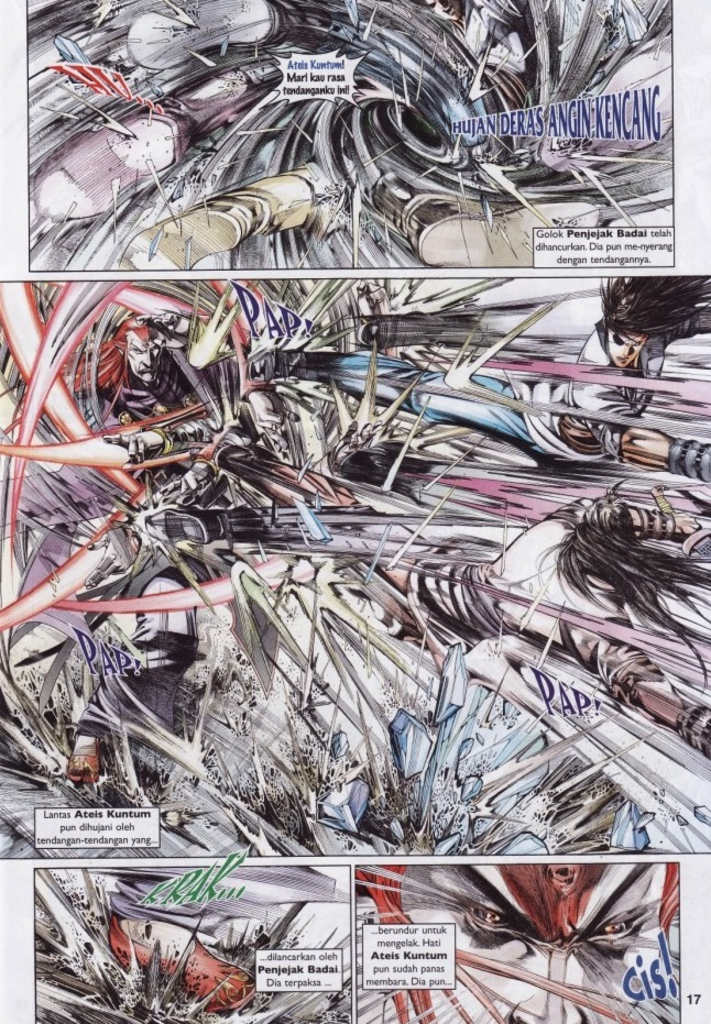 Ateis Kuntum!
Mari kau rasa
tendanganku ini!
HUJAN DERAS ANGIN KENCANG
Golok Penjejak Badai telah
dihancurkan. Dia pun me-nyerang
dengan tendangannya.
PAP!
PAP!
PAP!
Lantas Ateis Kuntum
pun dihujani oleh
tendangan-tendangan yang...
KRAK
...dilancarkan oleh
Penjejak Badai.
Dia terpaksa ...
...berundur untuk
mengelak. Hati
Ateis Kuntum
pun sudah panas
membara. Dia pun...
Cis!
17